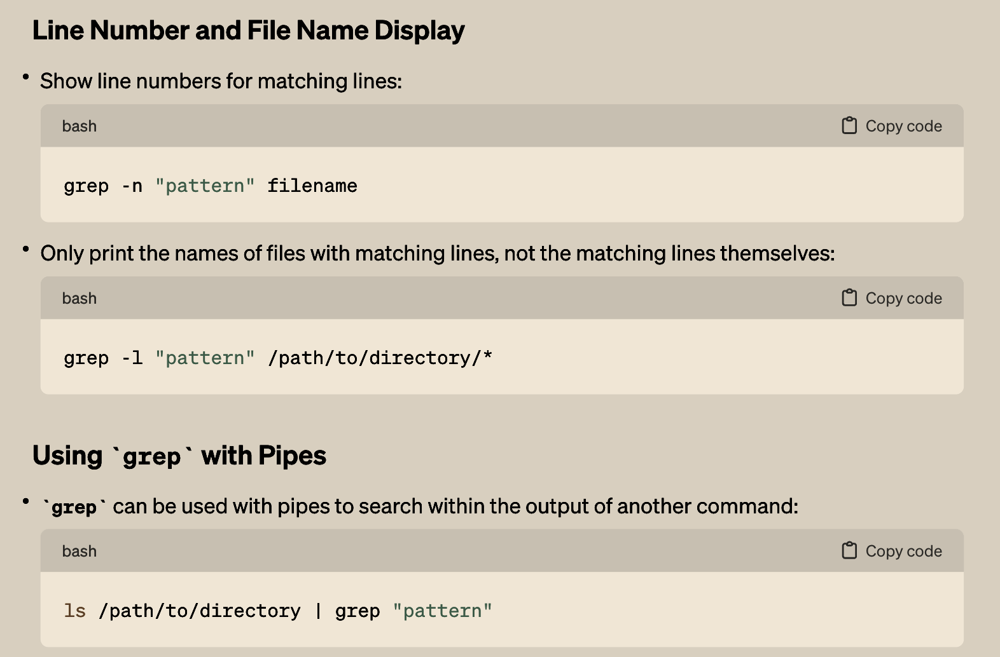 Line Number and File Name Display
• Show line numbers for matching lines:
bash
Copy code
grep -n "pattern" filename
• Only print the names of files with matching lines, not the matching lines themselves:
bash
Copy code
grep -l "pattern" /path/to/directory/*
Using `grep` with Pipes
• `grep` can be used with pipes to search within the output of another command:
bash
Copy code
ls /path/to/directory | grep "pattern"